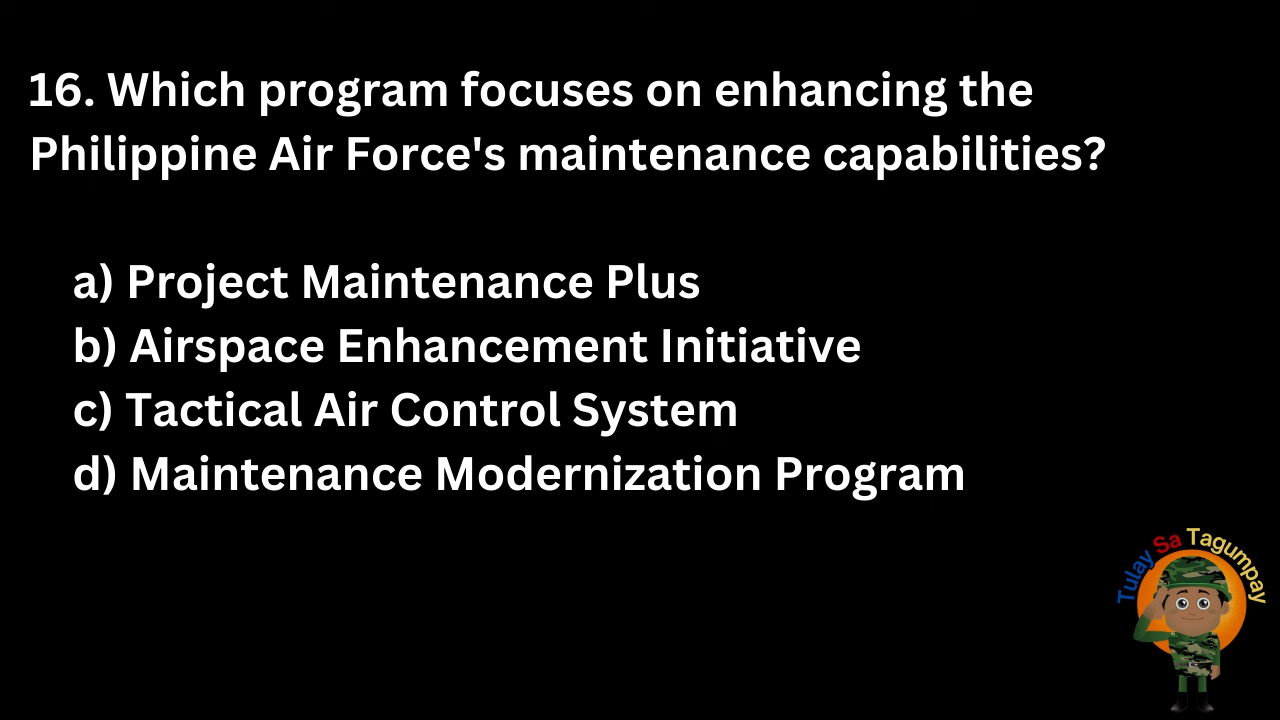 16. Which program focuses on enhancing the
Philippine Air Force's maintenance capabilities?
a) Project Maintenance Plus
b) Airspace Enhancement Initiative
c) Tactical Air Control System
d) Maintenance Modernization Program
Tulay Sa Tagumpay